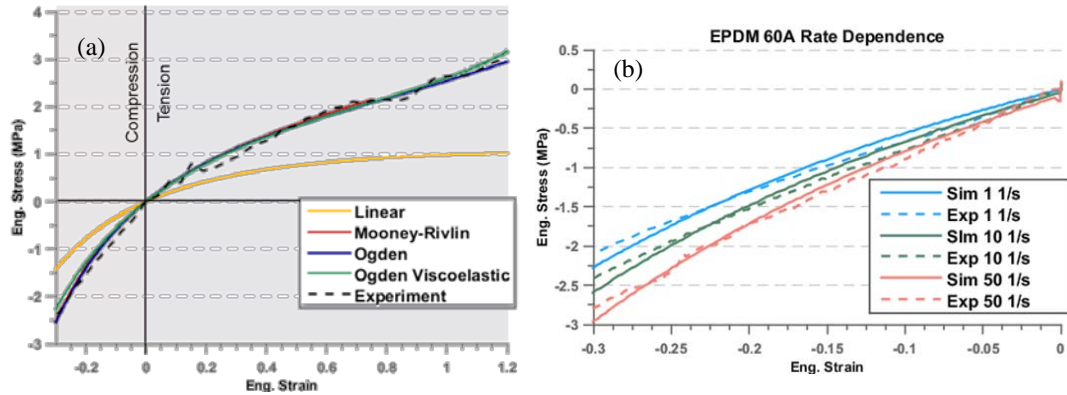 (a)
4
3
2
1
0
-1
-2
-3
Eng. Stress (MPa)
Compression
Tension
Linear
Mooney-Rivlin
Ogden
Ogden Viscoelastic
Experiment
-0.2
0
0.2
0.4
0.6
0.8
1
1.2
Eng. Strain
EPDM 60A Rate Dependence
(b)
0.5
0
-0.5
-1
-1.5
-2
-2.5
-3
Eng. Stress (MPa)
Sim 1 1/s
Exp 1 1/s
SIm 10 1/s
Exp 10 1/s
Sim 50 1/s
Exp 50 1/s
-0.3
-0.25
-0.2
-0.15
-0.1
-0.05
0
Eng. Strain